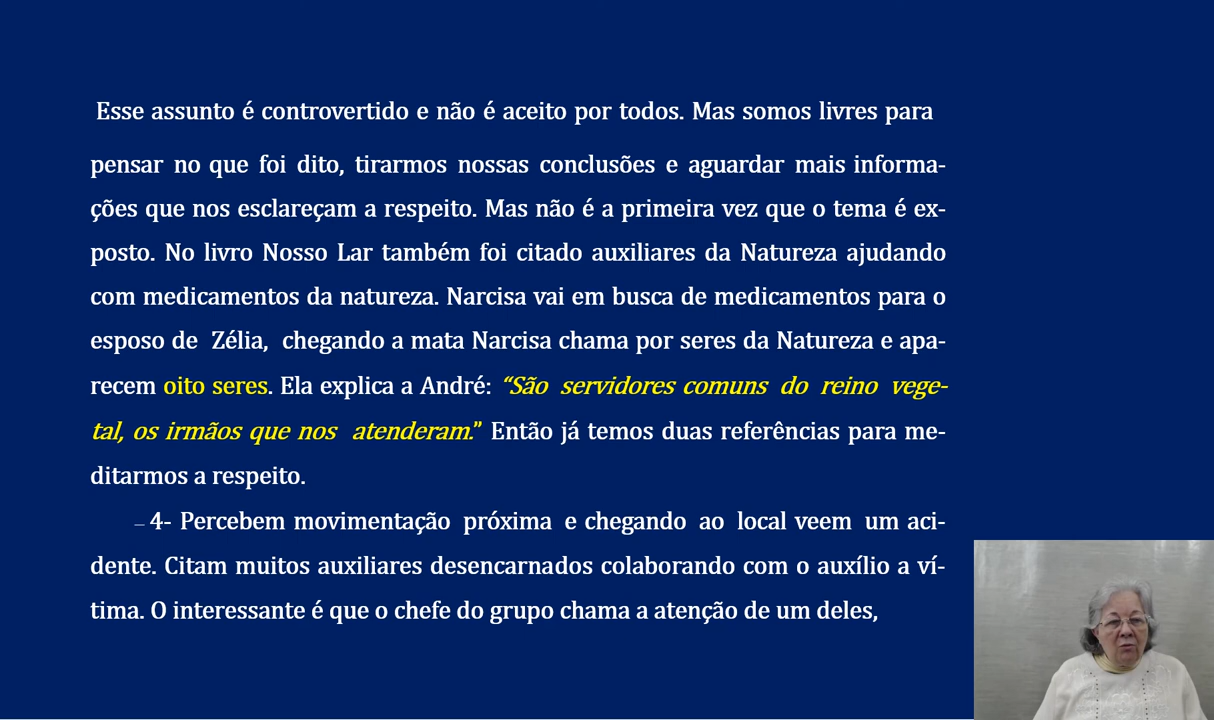 Esse assunto é controvertido e não é aceito por todos. Mas somos livres para
pensar no que foi dito, tirarmos nossas conclusões e aguardar mais informa-
ções que nos esclareçam a respeito. Mas não é a primeira vez que o tema é ex-
posto. No livro Nosso Lar também foi citado auxiliares da Natureza ajudando
com medicamentos da natureza. Narcisa vai em busca de medicamentos para o
esposo de Zélia, chegando a mata Narcisa chama por seres da Natureza e apa-
recem oito seres. Ela explica a André: “São servidores comuns do reino vege-
tal, os irmãos que nos atenderam.” Então já temos duas referências para me-
ditarmos a respeito.
– 4- Percebem movimentação próxima e chegando ao local veem um aci-
dente. Citam muitos auxiliares desencarnados colaborando com o auxílio a ví-
tima. O interessante é que o chefe do grupo chama a atenção de um deles,